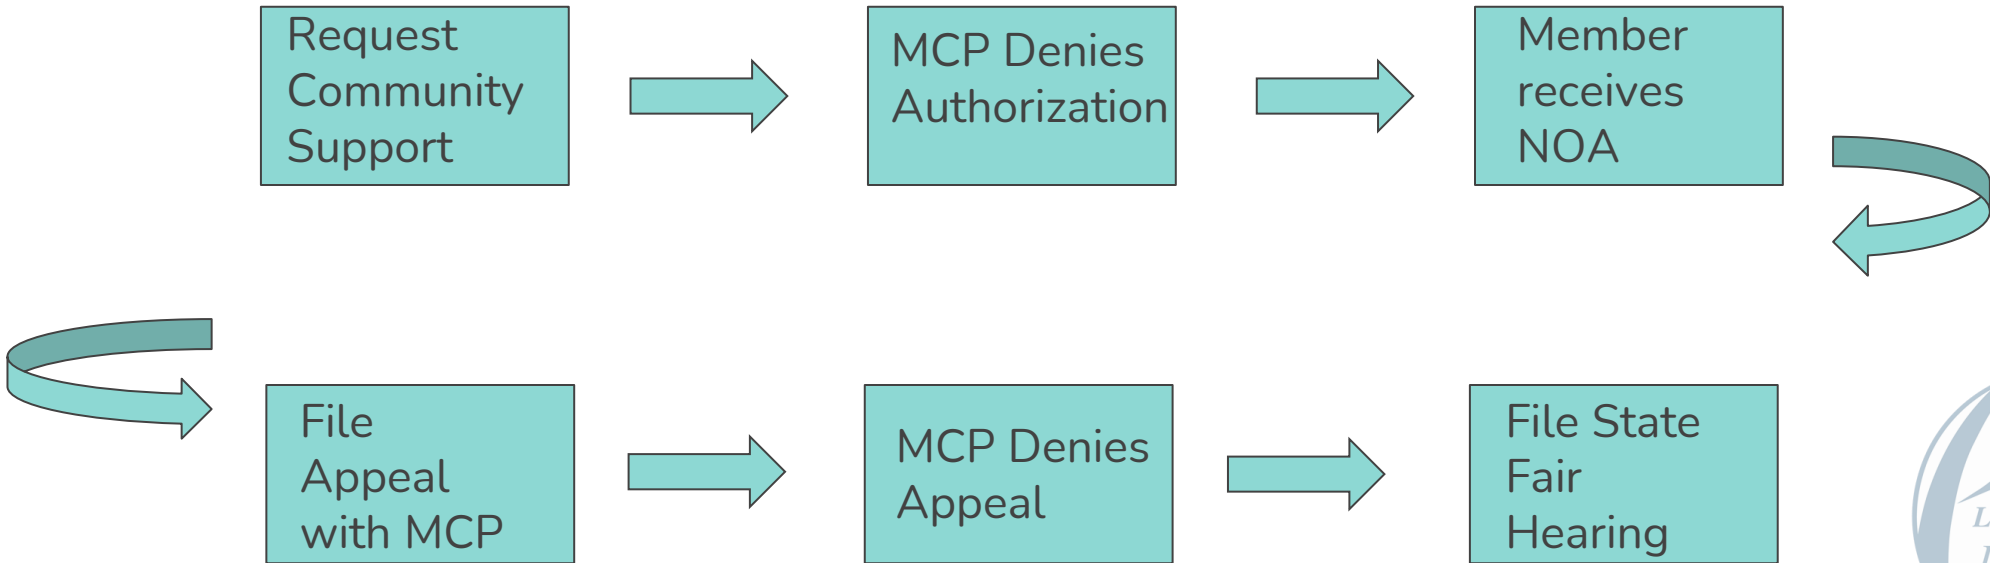 Request
Community
Support
MCP Denies
Authorization
Member
receives
NOA
File
Appeal
with MCP
MCP Denies
Appeal
File State
Fair
Hearing